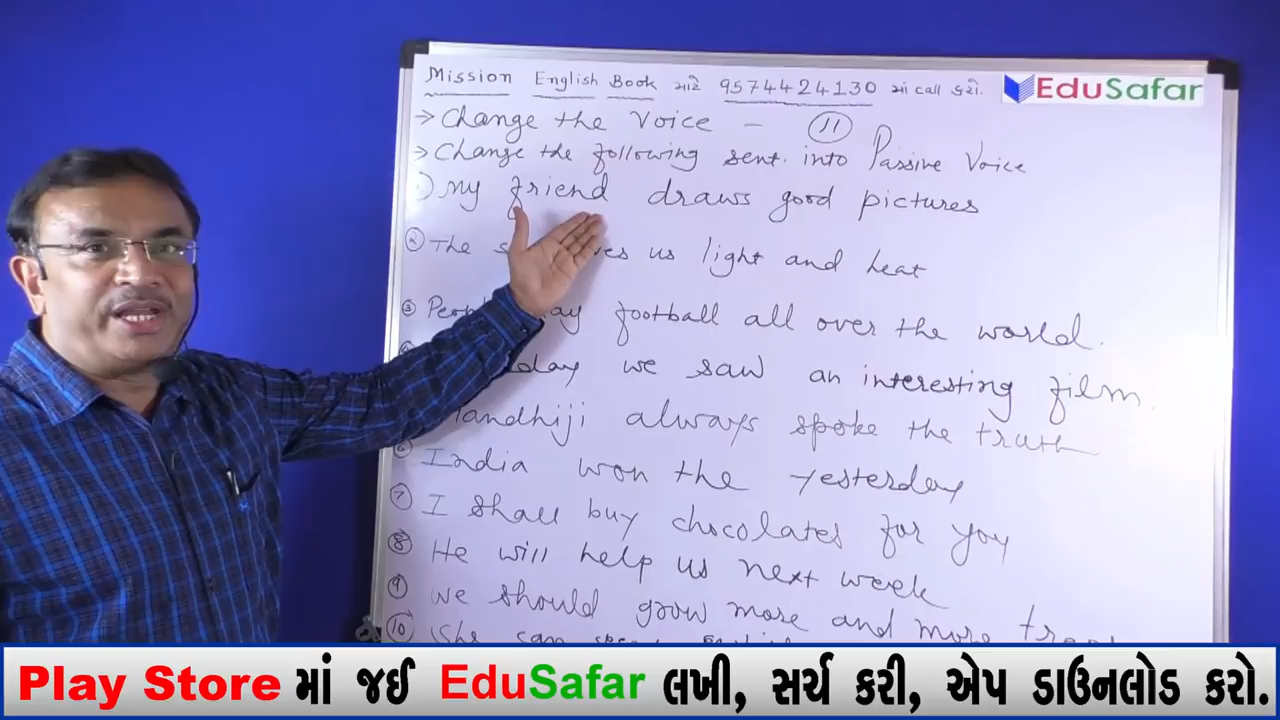 Mission English Book માટે 9574424130 માં call કરો.
EduSafar
→ Change the Voice - 11
→ Change the following sent. into Passive Voice
1) My friend draws good pictures
2 The us light and heat
3 football all over the world.
we saw an interesting film.
Gandhiji always spoke the truth
6 India won the yesterday
7 I shall buy chocolates for you
8 He will help us next week
9 we should grow more and more
10 She can
Play Store માં જઈ EduSafar લખી, સર્ચ કરી, એપ ડાઉનલોડ કરો.